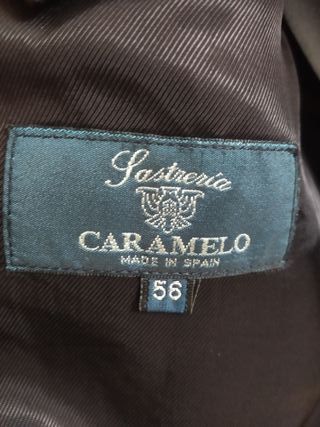 Sastrería
CARAMELO
MADE IN SPAIN
56